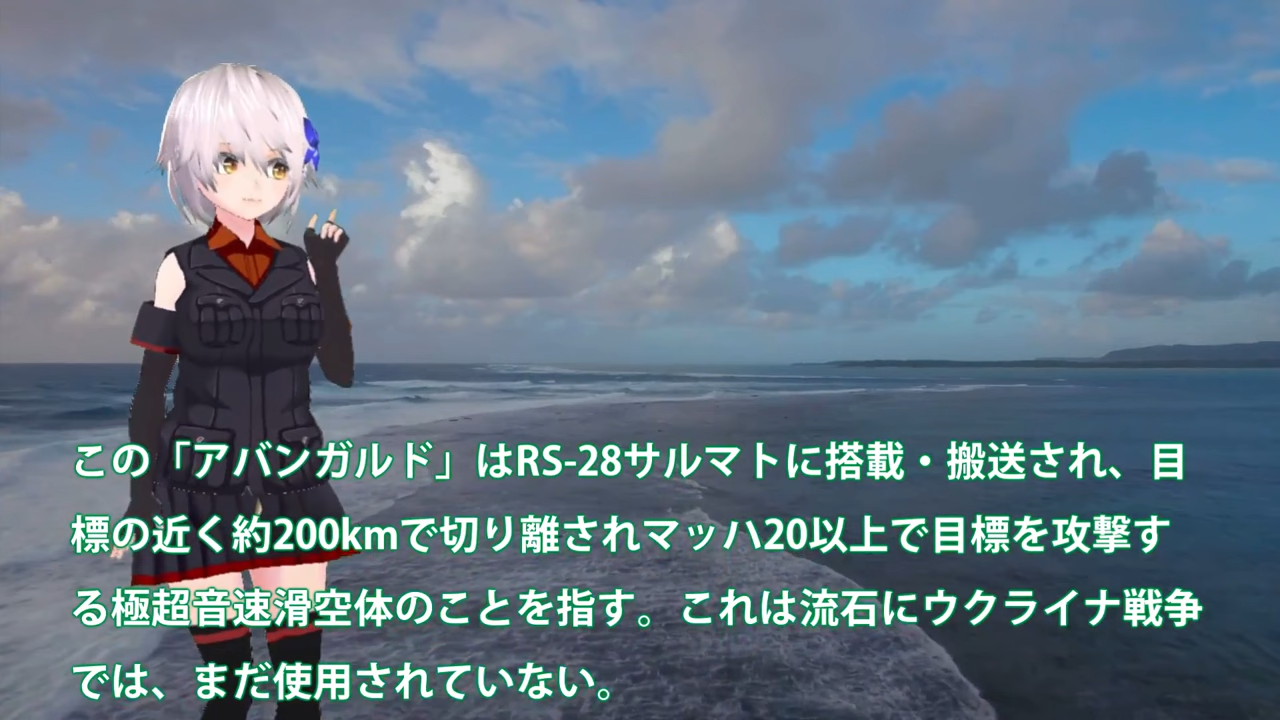 この「アバンガルド」はRS-28サルマトに搭載・搬送され、目
標の近く約200kmで切り離されマッハ20以上で目標を攻撃す
る極超音速滑空体のことを指す。これは流石にウクライナ戦争
では、まだ使用されていない。